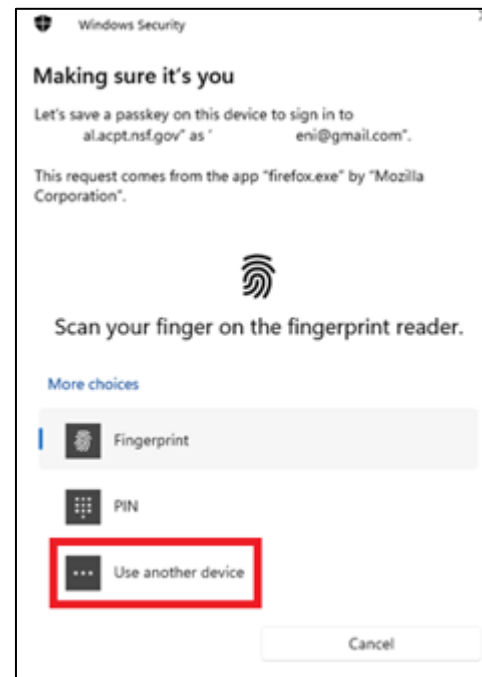 Windows Security
Making sure it's you
Let's save a passkey on this device to sign in to
al.acpt.nsf.gov" as ' eni@gmail.com".
This request comes from the app "firefox.exe" by "Mozilla
Corporation".
Scan your finger on the fingerprint reader.
More choices
Fingerprint
PIN
Use another device
Cancel